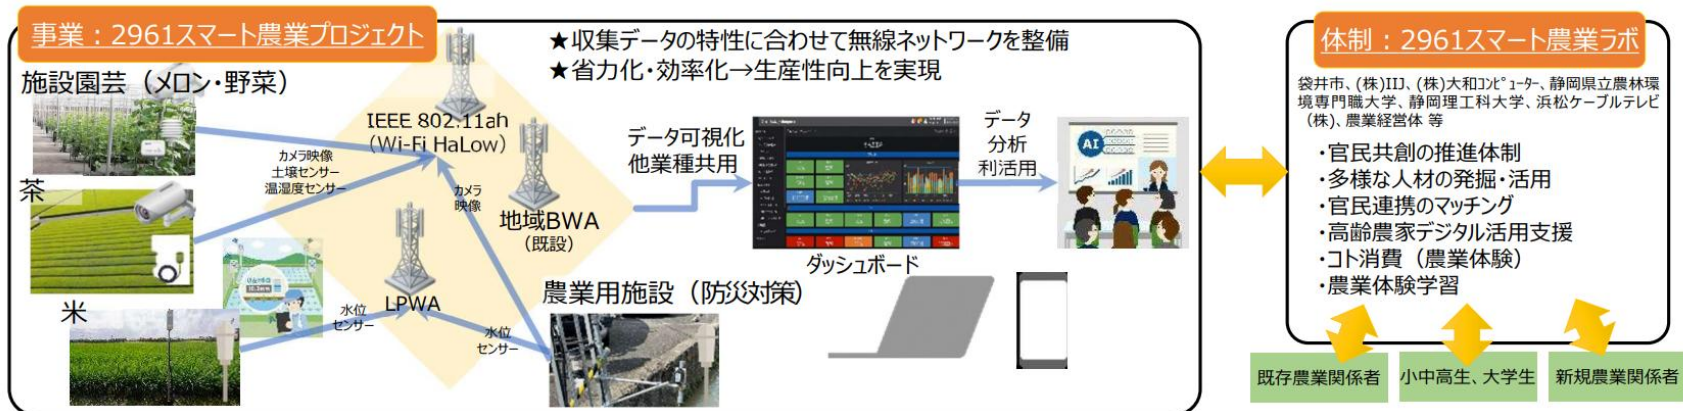 事業：2961スマート農業プロジェクト
★収集データの特性に合わせて無線ネットワークを整備
★省力化・効率化→生産性向上を実現
施設園芸（メロン・野菜）
IEEE 802.11ah
（Wi-Fi HaLow）
カメラ映像
土壌センサー
温湿度センサー
カメラ
映像
地域BWA
（既設）
茶
LPWA
米
水位
センサー
水位
センサー
農業用施設（防災対策）
データ可視化
他業種共用
ダッシュボード
データ
分析
利活用
AI
体制：2961スマート農業ラボ
袋井市、(株)IIJ、(株)大和ｺﾝﾋﾟｭｰﾀｰ、静岡県立農林環
境専門職大学、静岡理工科大学、浜松ケーブルテレビ
（株）、農業経営体 等
・官民共創の推進体制
・多様な人材の発掘・活用
・官民連携のマッチング
・高齢農家デジタル活用支援
・コト消費（農業体験）
・農業体験学習
既存農業関係者
小中高生、大学生
新規農業関係者